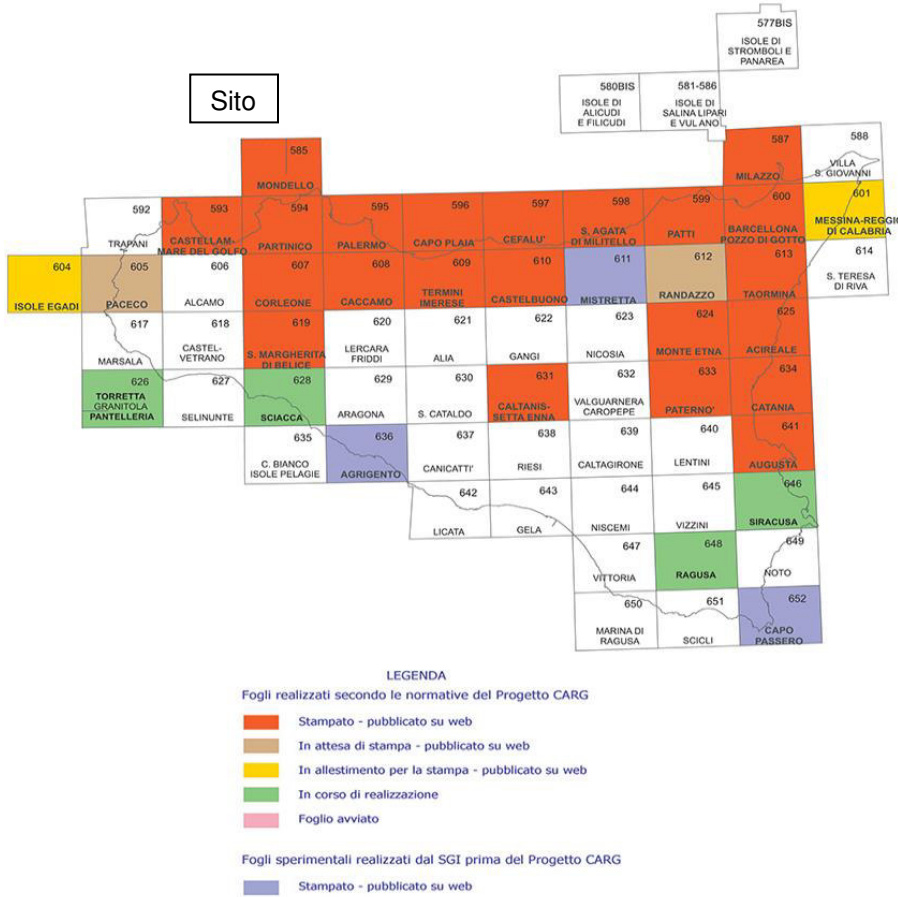 577BIS
ISOLE DI
STROMBOLI E
PANAREA
Sito
580BIS
ISOLE DI
ALICUDI
E FILICUDI
581-586
ISOLE DI
SALINA LIPARI
E VULANO
585
MONDELLO
587
MILAZZO
588
VILLA
S. GIOVANNI
592
TRAPANI
593
CASTELLAM-
MARE DEL GOLFO
594
PARTINICO
595
PALERMO
596
CAPO PLAIA
597
CEFALU'
598
S. AGATA
DI MILITELLO
599
PATTI
600
BARCELLONA
POZZO DI GOTTO
601
MESSINA-REGGIO
DI CALABRIA
604
ISOLE EGADI
605
PACECO
606
ALCAMO
607
CORLEONE
608
CACCAMO
609
TERMINI
IMERESE
610
CASTELBUONO
611
MISTRETTA
612
RANDAZZO
613
TAORMINA
614
S. TERESA
DI RIVA
617
MARSALA
618
CASTEL-
VETRANO
619
S. MARGHERITA
DI BELICE
620
LERCARA
FRIDDI
621
ALIA
622
GANGI
623
NICOSIA
624
MONTE ETNA
625
ACIREALE
626
TORRETTA
GRANITOLA
PANTELLERIA
627
SELINUNTE
628
SCIACCA
629
ARAGONA
630
S. CATALDO
631
CALTANIS-
SETTA ENNA
632
VALGUARNERA
CAROPEPE
633
PATERNO'
634
CATANIA
635
C. BIANCO
ISOLE PELAGIE
636
AGRIGENTO
637
CANICATTI'
638
RIESI
639
CALTAGIRONE
640
LENTINI
641
AUGUSTA
642
LICATA
643
GELA
644
NISCEMI
645
VIZZINI
646
SIRACUSA
647
VITTORIA
648
RAGUSA
649
NOTO
650
MARINA DI
RAGUSA
651
SCICLI
652
CAPO
PASSERO
LEGENDA
Fogli realizzati secondo le normative del Progetto CARG
Stampato - pubblicato su web
In attesa di stampa - pubblicato su web
In allestimento per la stampa - pubblicato su web
In corso di realizzazione
Foglio avviato
Fogli sperimentali realizzati dal SGI prima del Progetto CARG
Stampato - pubblicato su web